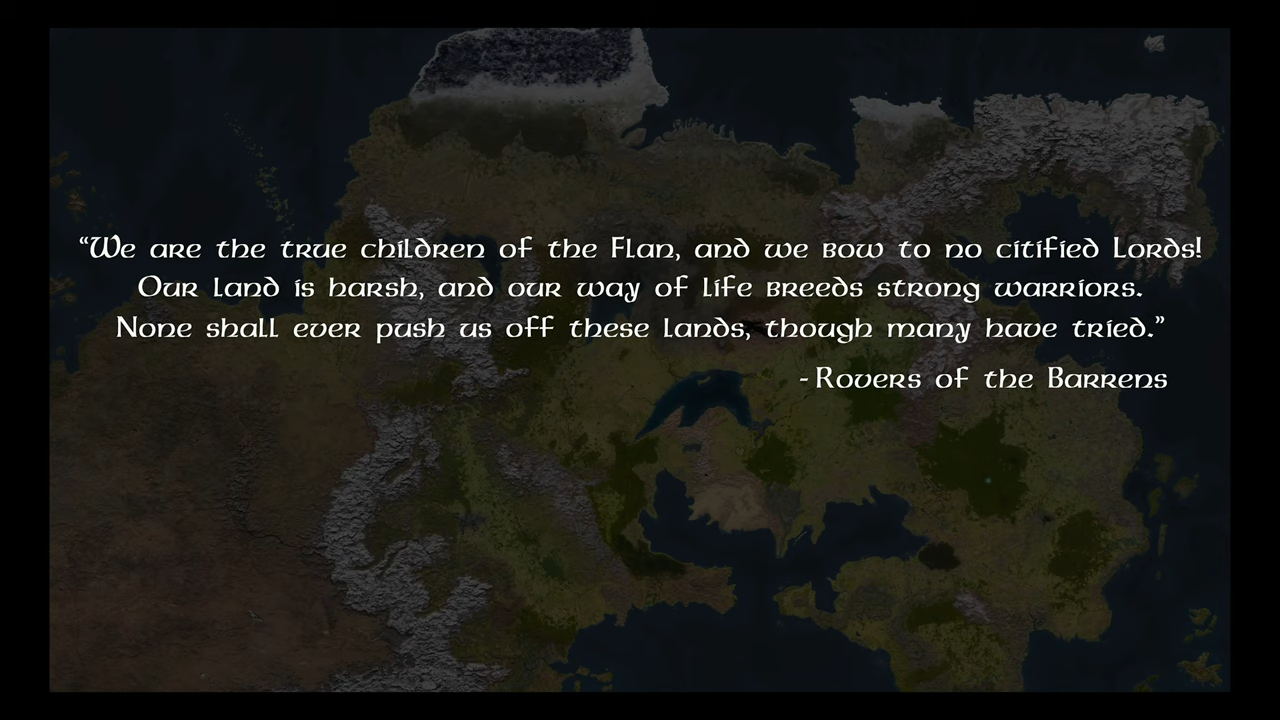 “We are the true children of the Flan, and we bow to no citified Lords!
Our land is harsh, and our way of life breeds strong warriors.
None shall ever push us off these lands, though many have tried.”
- Rovers of the Barrens